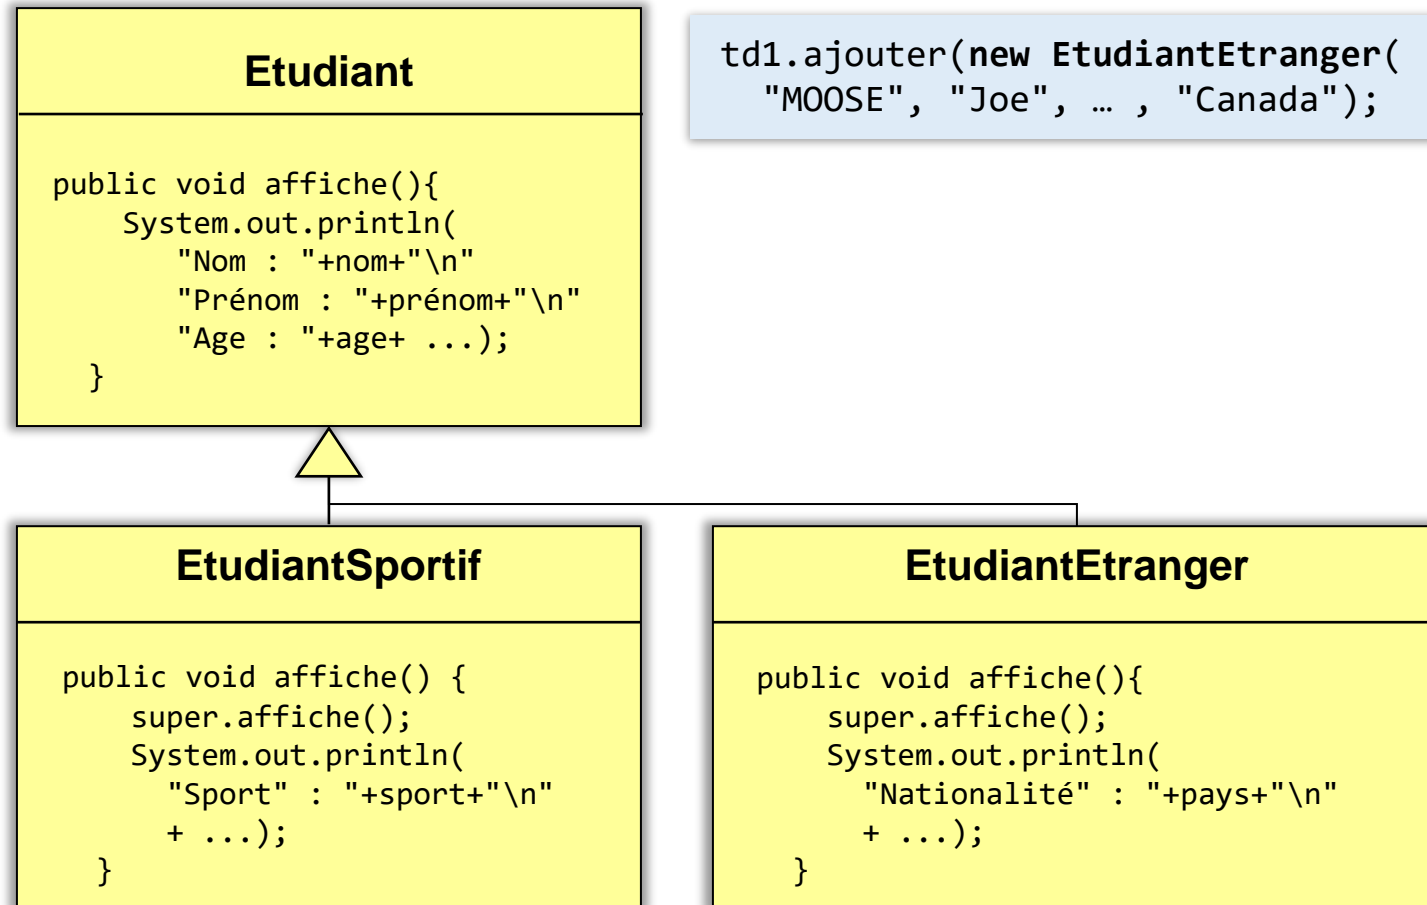 Etudiant
public void affiche(){
System.out.println(
"Nom : "+nom+"\n"
"Prénom : "+prénom+"\n"
"Age : "+age+ ...);
}
td1.ajouter(new EtudiantEtranger(
"MOOSE", "Joe", … , "Canada");
EtudiantSportif
public void affiche() {
super.affiche();
System.out.println(
"Sport" : "+sport+"\n"
+ ...);
}
EtudiantEtranger
public void affiche(){
super.affiche();
System.out.println(
"Nationalité" : "+pays+"\n"
+ ...);
}